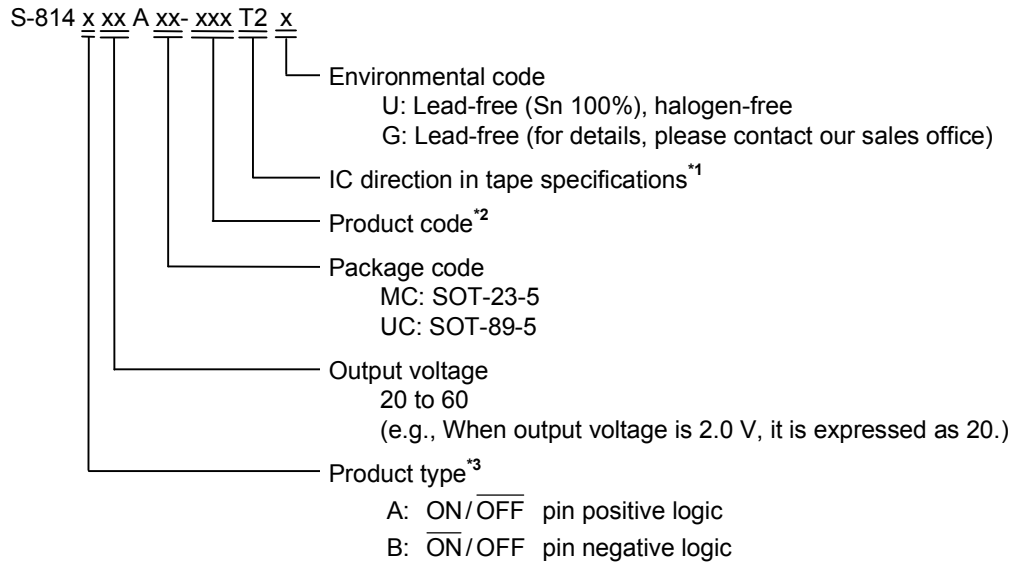 S-814 x xx A xx- xxx T2 x
Environmental code
U: Lead-free (Sn 100%), halogen-free
G: Lead-free (for details, please contact our sales office)
IC direction in tape specifications*1
Product code*2
Package code
MC: SOT-23-5
UC: SOT-89-5
Output voltage
20 to 60
(e.g., When output voltage is 2.0 V, it is expressed as 20.)
Product type*3
A: ON/O̅F̅F̅ pin positive logic
B: O̅N̅/OFF pin negative logic